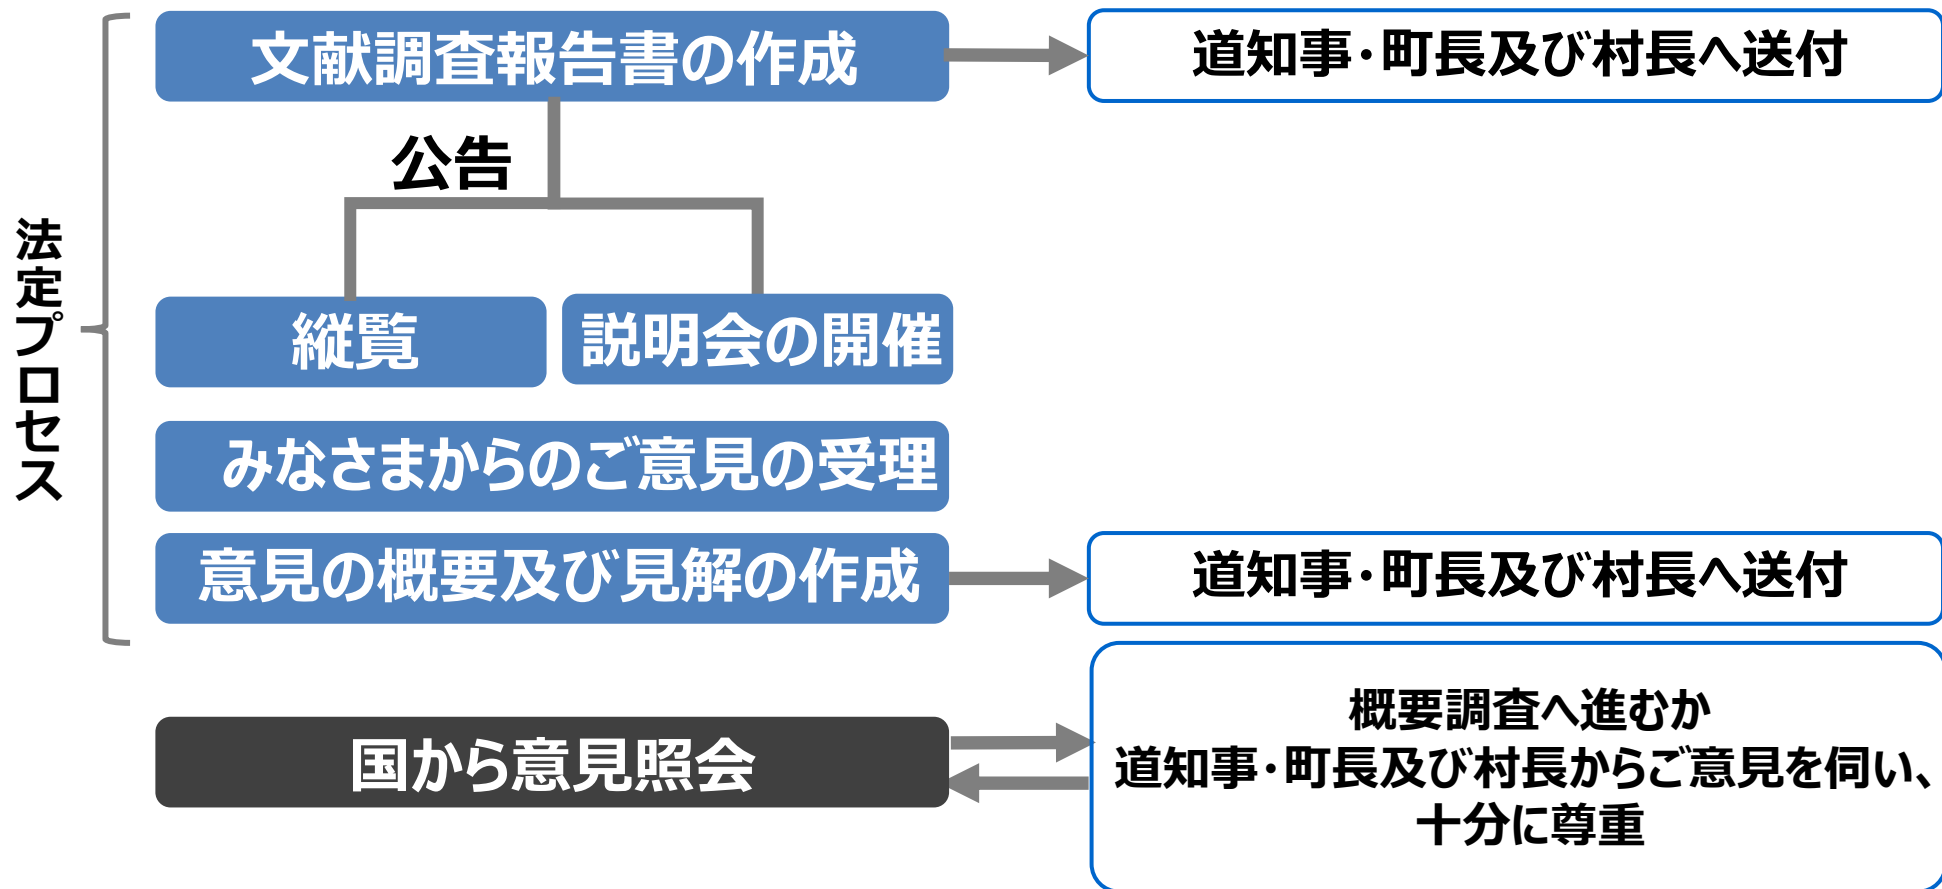 文献調査報告書の作成
道知事・町長及び村長へ送付
公告
法定プロセス
縦覧
説明会の開催
みなさまからのご意見の受理
意見の概要及び見解の作成
道知事・町長及び村長へ送付
国から意見照会
概要調査へ進むか
道知事・町長及び村長からご意見を伺い、
十分に尊重